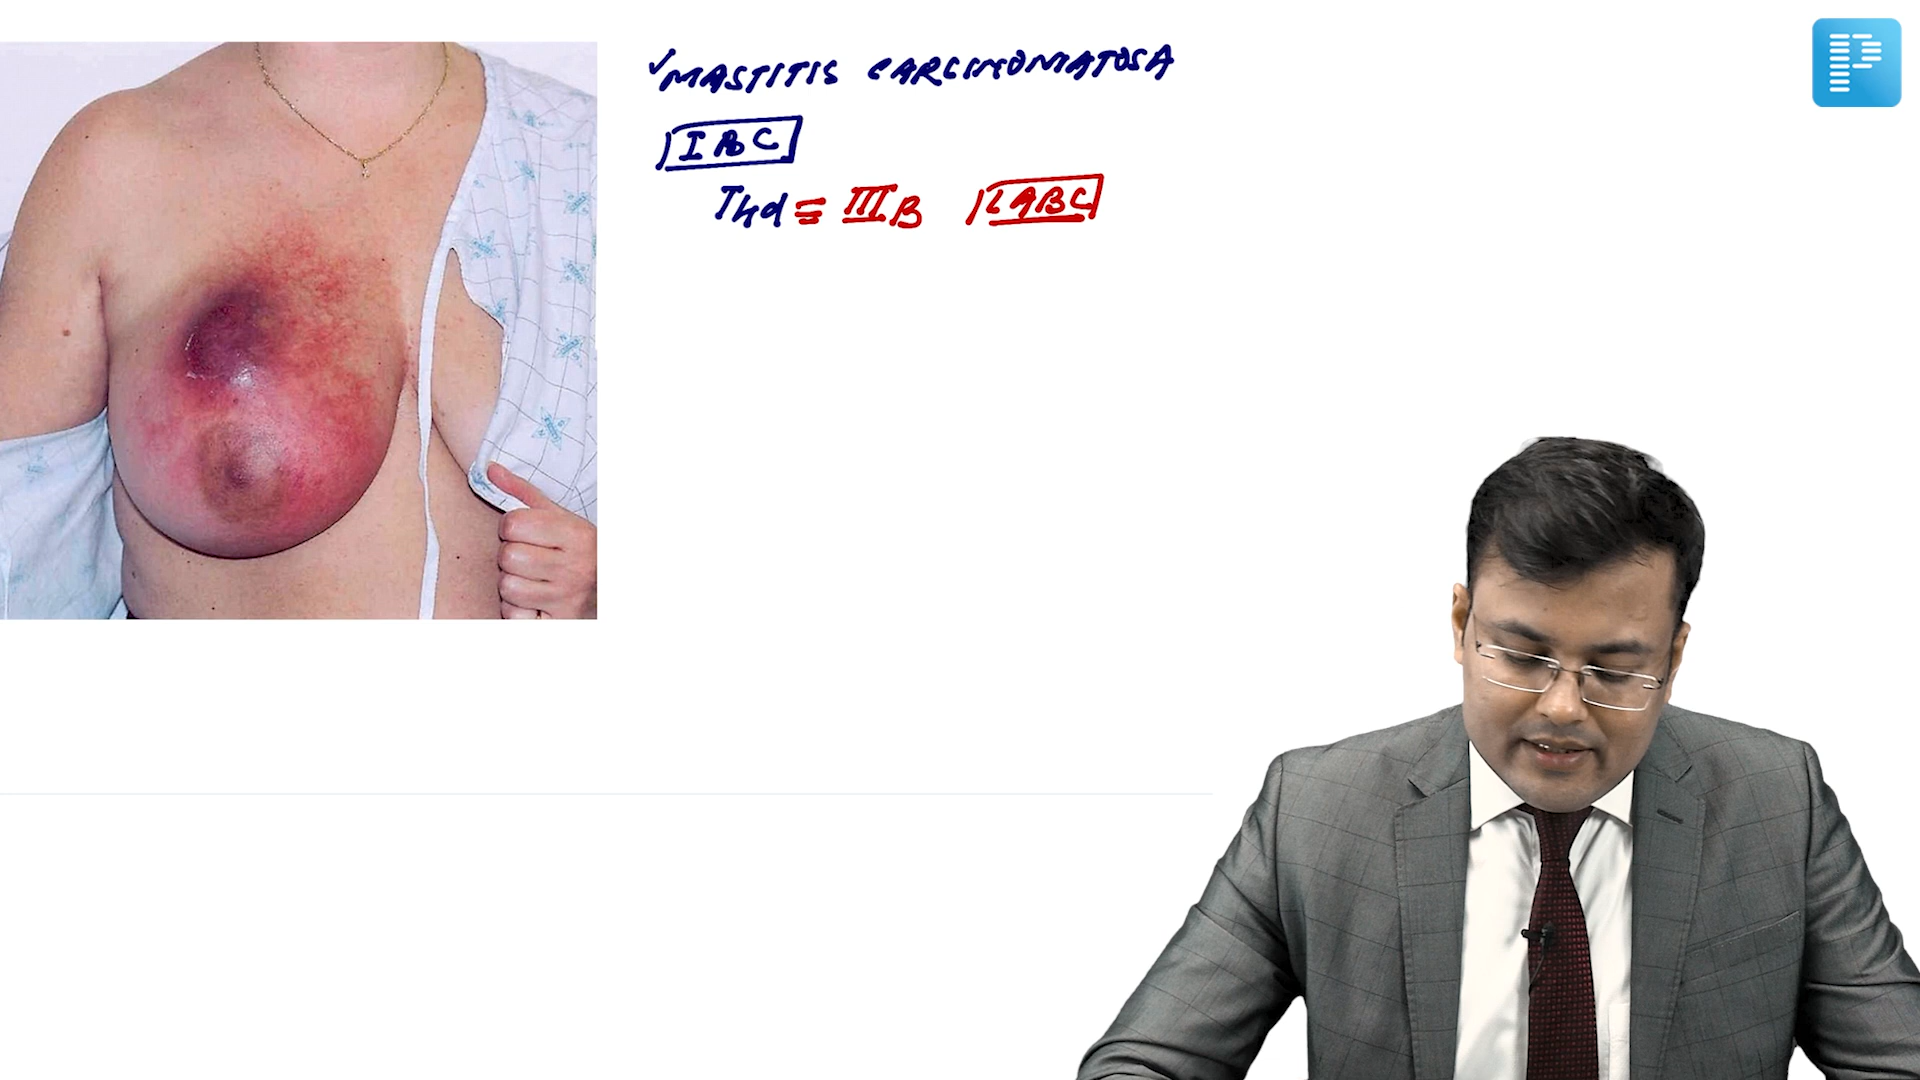 ✓MASTITIS CARCINOMATOSA
IBC
T4d = IIIB LABC
P